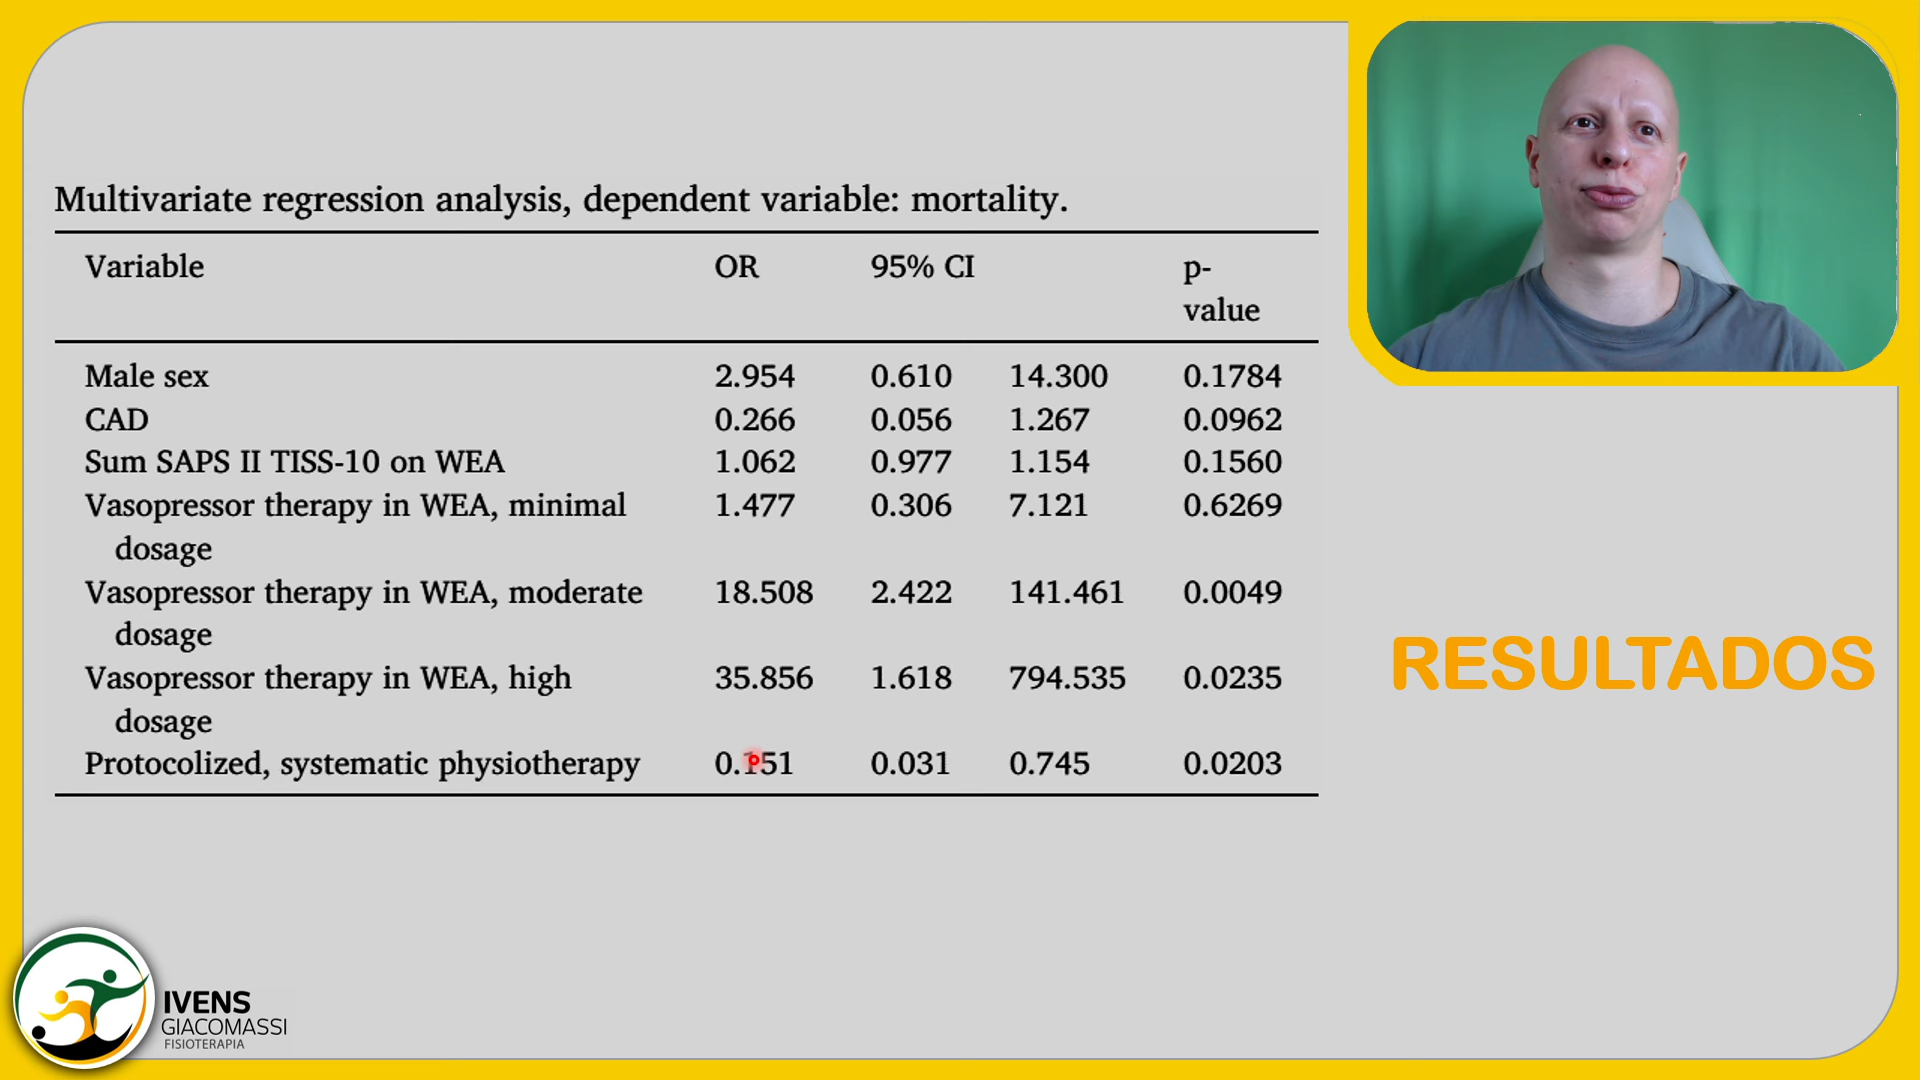 Multivariate regression analysis, dependent variable: mortality.
Variable OR 95% CI p-
value
Male sex 2.954 0.610 14.300 0.1784
CAD 0.266 0.056 1.267 0.0962
Sum SAPS II TISS-10 on WEA 1.062 0.977 1.154 0.1560
Vasopressor therapy in WEA, minimal 1.477 0.306 7.121 0.6269
dosage
Vasopressor therapy in WEA, moderate 18.508 2.422 141.461 0.0049
dosage
Vasopressor therapy in WEA, high 35.856 1.618 794.535 0.0235
dosage
Protocolized, systematic physiotherapy 0.151 0.031 0.745 0.0203
RESULTADOS
IVENS
GIACOMASSI
FISIOTERAPIA